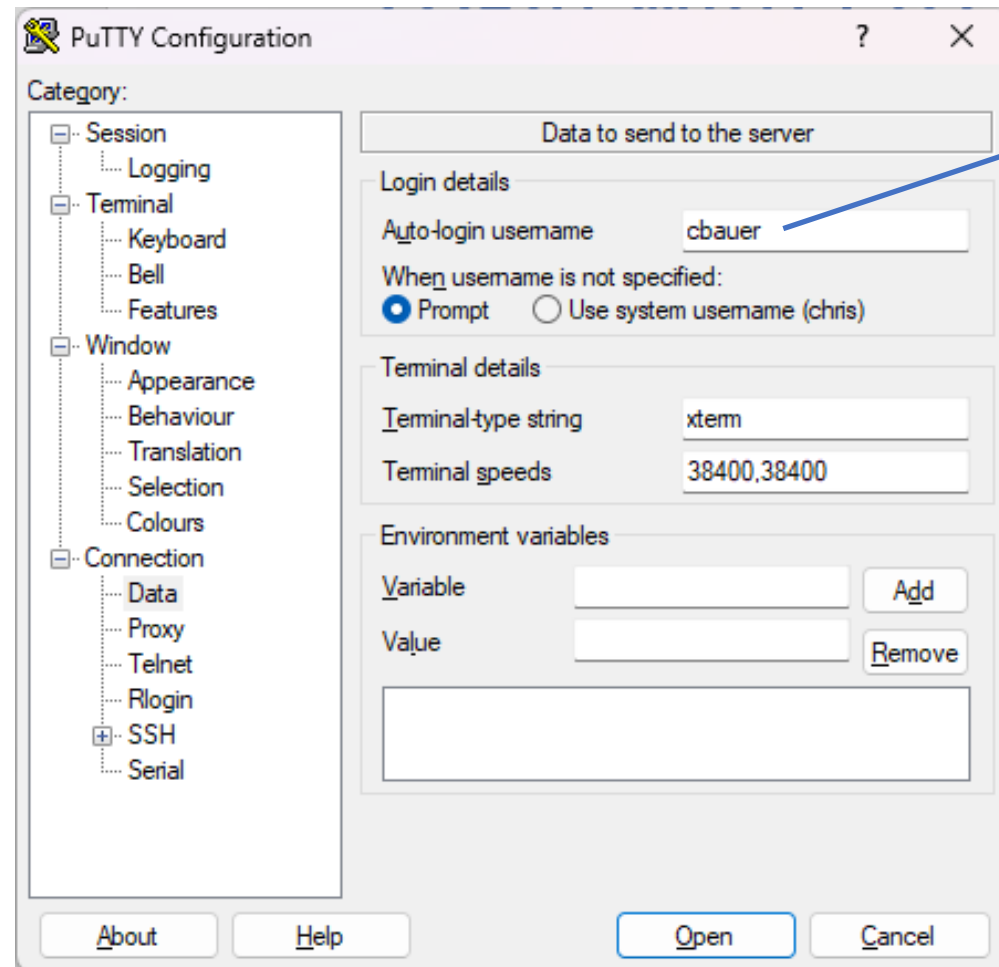 PuTTY Configuration
?
Category:
Session
Logging
Terminal
Keyboard
Bell
Features
Window
Appearance
Behaviour
Translation
Selection
Colours
Connection
Data
Proxy
Telnet
Rlogin
SSH
Serial
Data to send to the server
Login details
Auto-login username cbauer
When username is not specified:
Prompt Use system username (chris)
Terminal details
Terminal-type string xterm
Terminal speeds 38400,38400
Environment variables
Variable Add
Value Remove
About Help Open Cancel